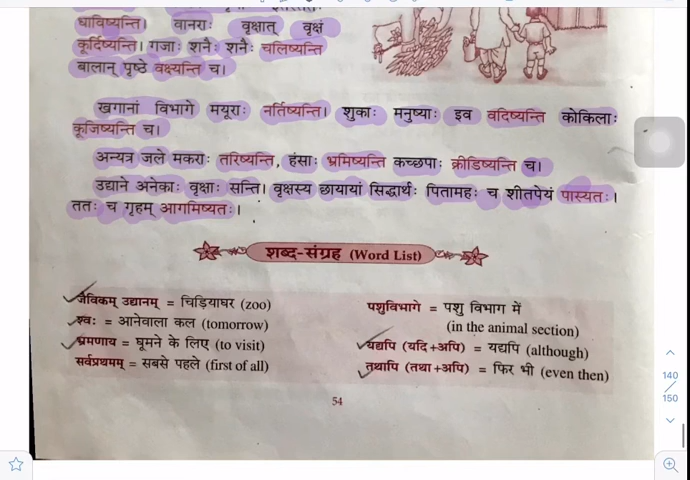 धाविष्यन्ति। वानराः वृक्षात् वृक्षं
कूर्दिष्यन्ति। गजाः शनैः शनैः चलिष्यन्ति
बालान् पृष्ठे वक्ष्यन्ति च।
खगानां विभागे मयूराः नर्तिष्यन्ति। शुकाः मनुष्याः इव वदिष्यन्ति कोकिलाः
कूजिष्यन्ति च।
अन्यत्र जले मकराः तरिष्यन्ति, हंसाः भ्रमिष्यन्ति कच्छपाः क्रीडिष्यन्ति च।
उद्याने अनेकाः वृक्षाः सन्ति। वृक्षस्य छायायां सिद्धार्थः पितामहः च शीतपेयं पास्यतः।
ततः च गृहम् आगमिष्यतः।
शब्द-संग्रह (Word List)
जैविकम् उद्यानम् = चिड़ियाघर (zoo)
श्वः = आनेवाला कल (tomorrow)
भ्रमणाय = घूमने के लिए (to visit)
सर्वप्रथमम् = सबसे पहले (first of all)
पशुविभागे = पशु विभाग में
(in the animal section)
यद्यपि (यदि+अपि) = यद्यपि (although)
तथापि (तथा+अपि) = फिर भी (even then)
54
140
150